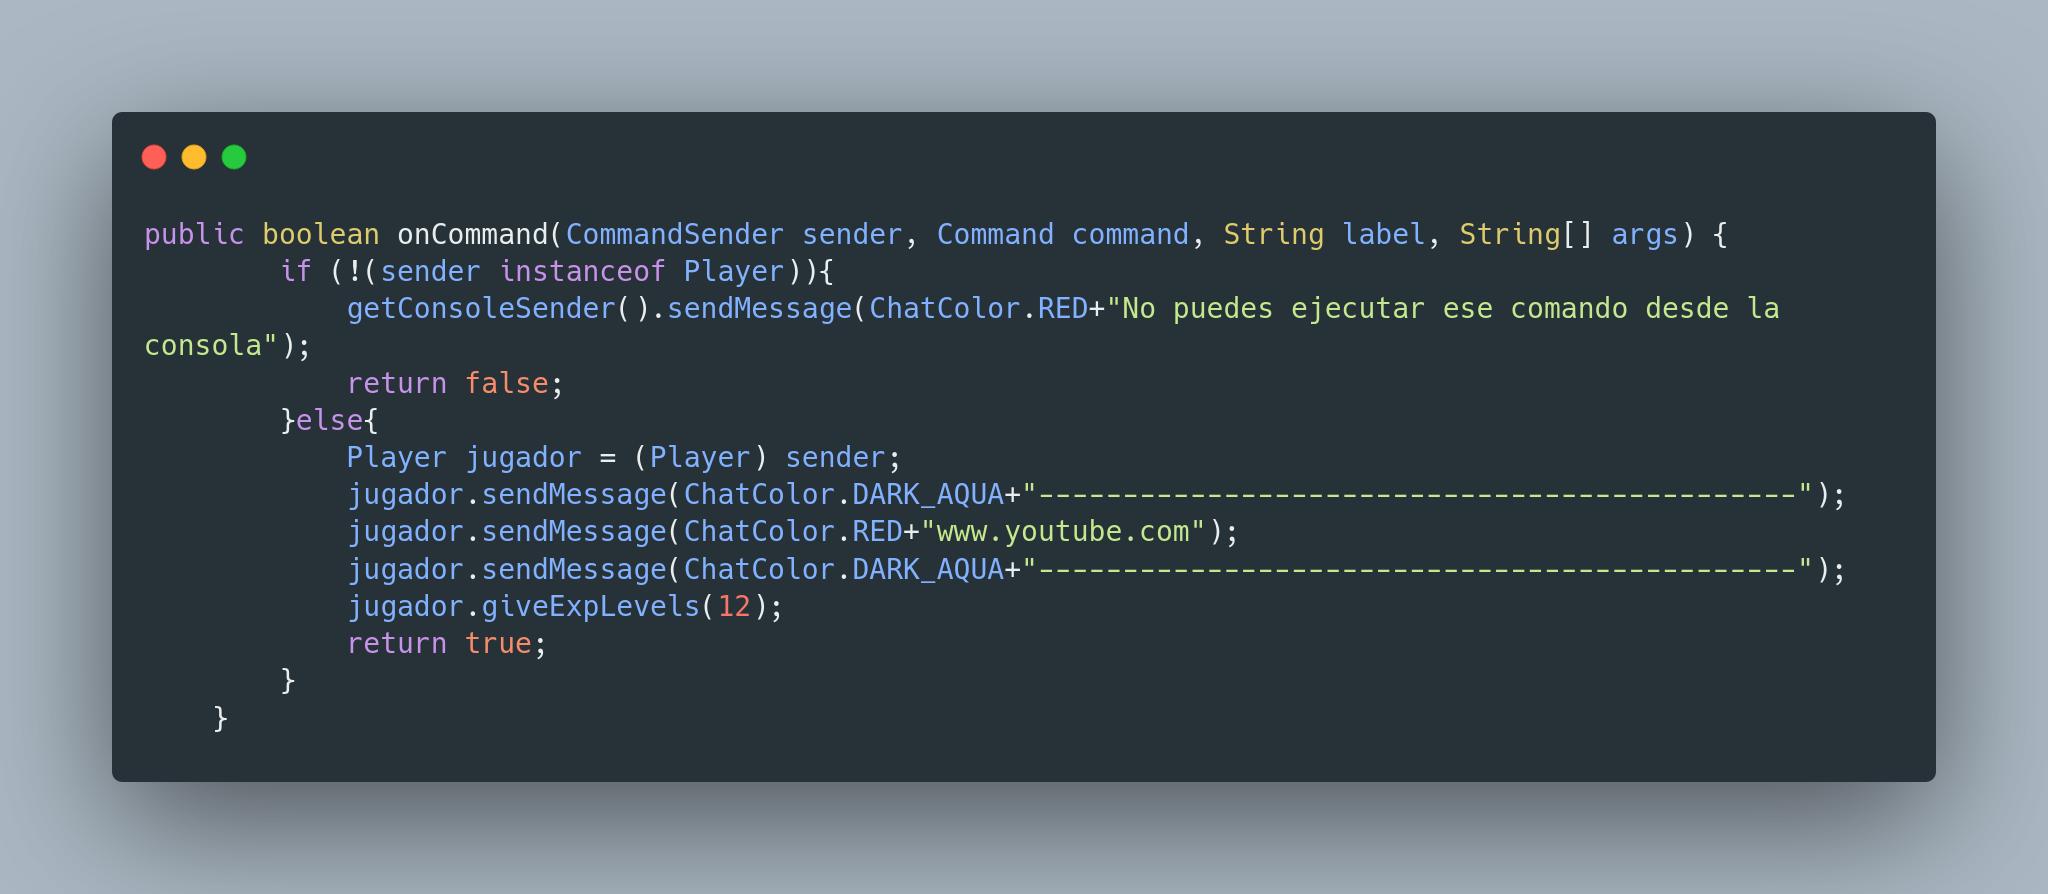 public boolean onCommand(CommandSender sender, Command command, String label, String[] args) {
        if (!(sender instanceof Player)){
            getConsoleSender().sendMessage(ChatColor.RED+"No puedes ejecutar ese comando desde la
consola");
            return false;
        }else{
            Player jugador = (Player) sender;
            jugador.sendMessage(ChatColor.DARK_AQUA+"---------------------------------------------");
            jugador.sendMessage(ChatColor.RED+"www.youtube.com");
            jugador.sendMessage(ChatColor.DARK_AQUA+"---------------------------------------------");
            jugador.giveExpLevels(12);
            return true;
        }
    }